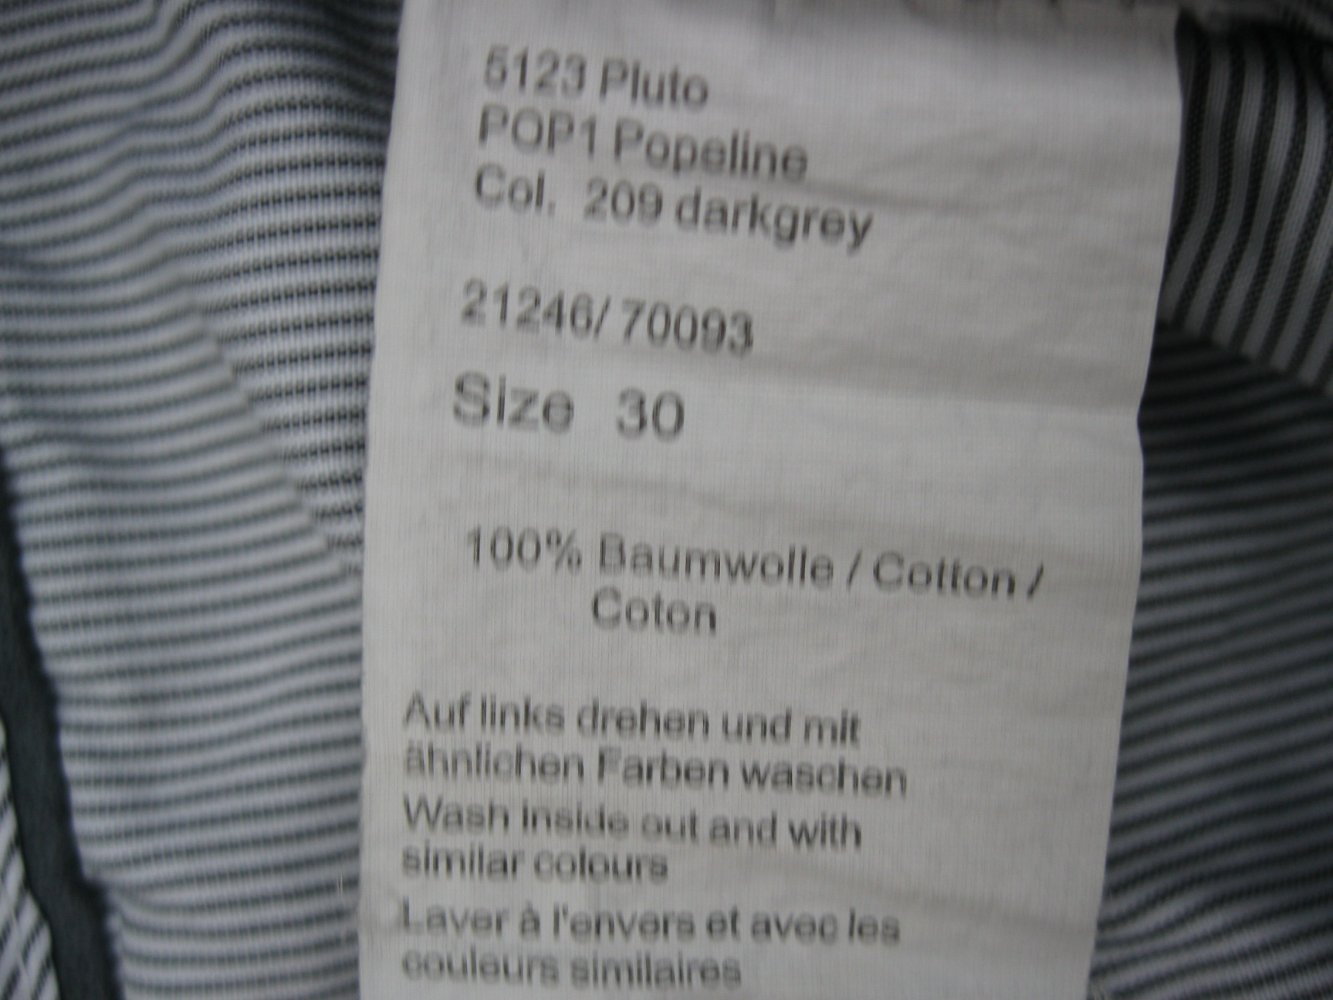 5123 Pluto
POP1 Popeline
Col. 209 darkgrey
21246/ 70093
Size 30
100% Baumwolle / Cotton /
Coton
Auf links drehen und mit
ähnlichen Farben waschen
Wash inside out and with
similar colours
Laver à l'envers et avec les
couleurs similaires